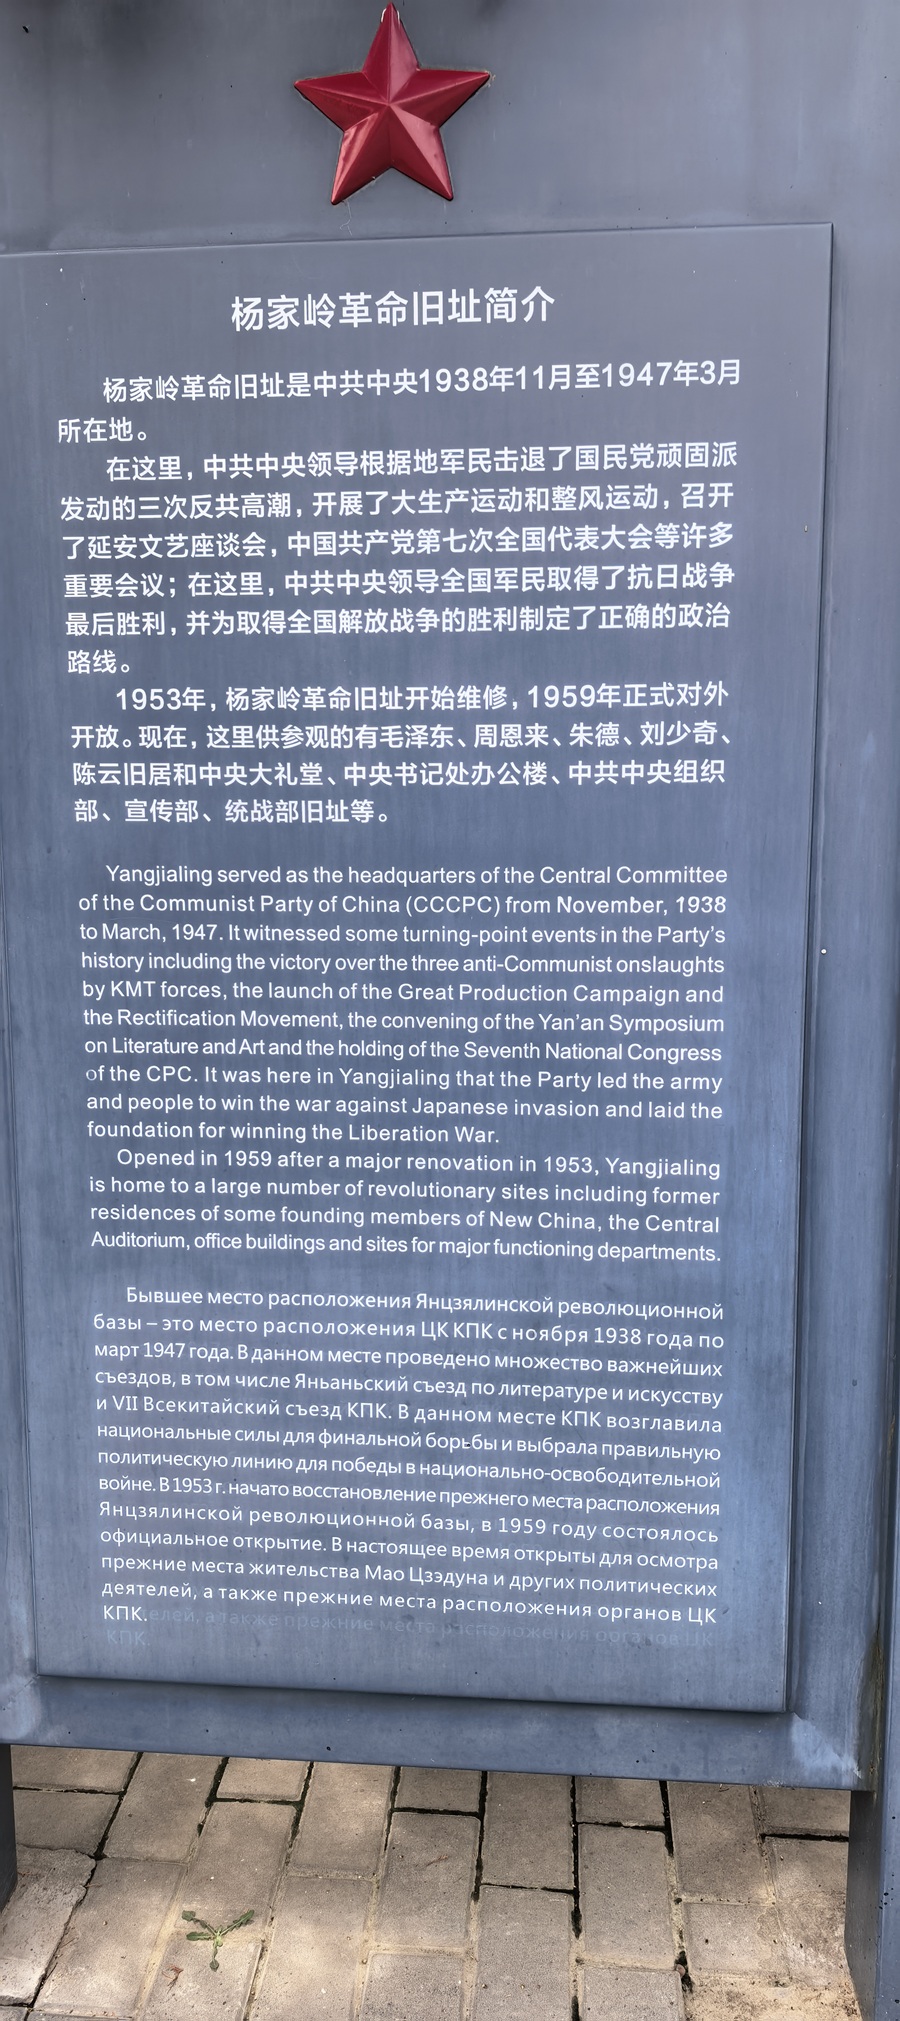 杨家岭革命旧址简介
杨家岭革命旧址是中共中央1938年11月至1947年3月
所在地。
在这里,中共中央领导根据地军民击退了国民党顽固派
发动的三次反共高潮,开展了大生产运动和整风运动,召开
了延安文艺座谈会,中国共产党第七次全国代表大会等许多
重要会议;在这里,中共中央领导全国军民取得了抗日战争
最后胜利,并为取得全国解放战争的胜利制定了正确的政治
路线。
1953年,杨家岭革命旧址开始维修,1959年正式对外
开放。现在,这里供参观的有毛泽东、周恩来、朱德、刘少奇、
陈云旧居和中央大礼堂、中央书记处办公楼、中共中央组织
部、宣传部、统战部旧址等。
Yangjialing served as the headquarters of the Central Committee
of the Communist Party of China (CCCPC) from November, 1938
to March, 1947. It witnessed some turning-point events in the Party's
history including the victory over the three anti-Communist onslaughts
by KMT forces, the launch of the Great Production Campaign and
the Rectification Movement, the convening of the Yan'an Symposium
on Literature and Art and the holding of the Seventh National Congress
of the CPC. It was here in Yangjialing that the Party led the army
and people to win the war against Japanese invasion and laid the
foundation for winning the Liberation War.
Opened in 1959 after a major renovation in 1953, Yangjialing
is home to a large number of revolutionary sites including former
residences of some founding members of New China, the Central
Auditorium, office buildings and sites for major functioning departments.
Бывшее место расположения Янцзялинской революционной
базы – это место расположения ЦК КПК с ноября 1938 года по
март 1947 года. В данном месте проведено множество важнейших
съездов, в том числе Яньаньский съезд по литературе и искусству
и VII Всекитайский съезд КПК. В данном месте КПК возглавила
национальные силы для финальной борьбы и выбрала правильную
политическую линию для победы в национально-освободительной
войне. В 1953 г. начато восстановление прежнего места расположения
Янцзялинской революционной базы, в 1959 году состоялось
официальное открытие. В настоящее время открыты для осмотра
прежние места жительства Мао Цзэдуна и других политических
деятелей, а также прежние места расположения органов ЦК
КПК.елей, а также прежние места расположения органов ЦК
КПК.